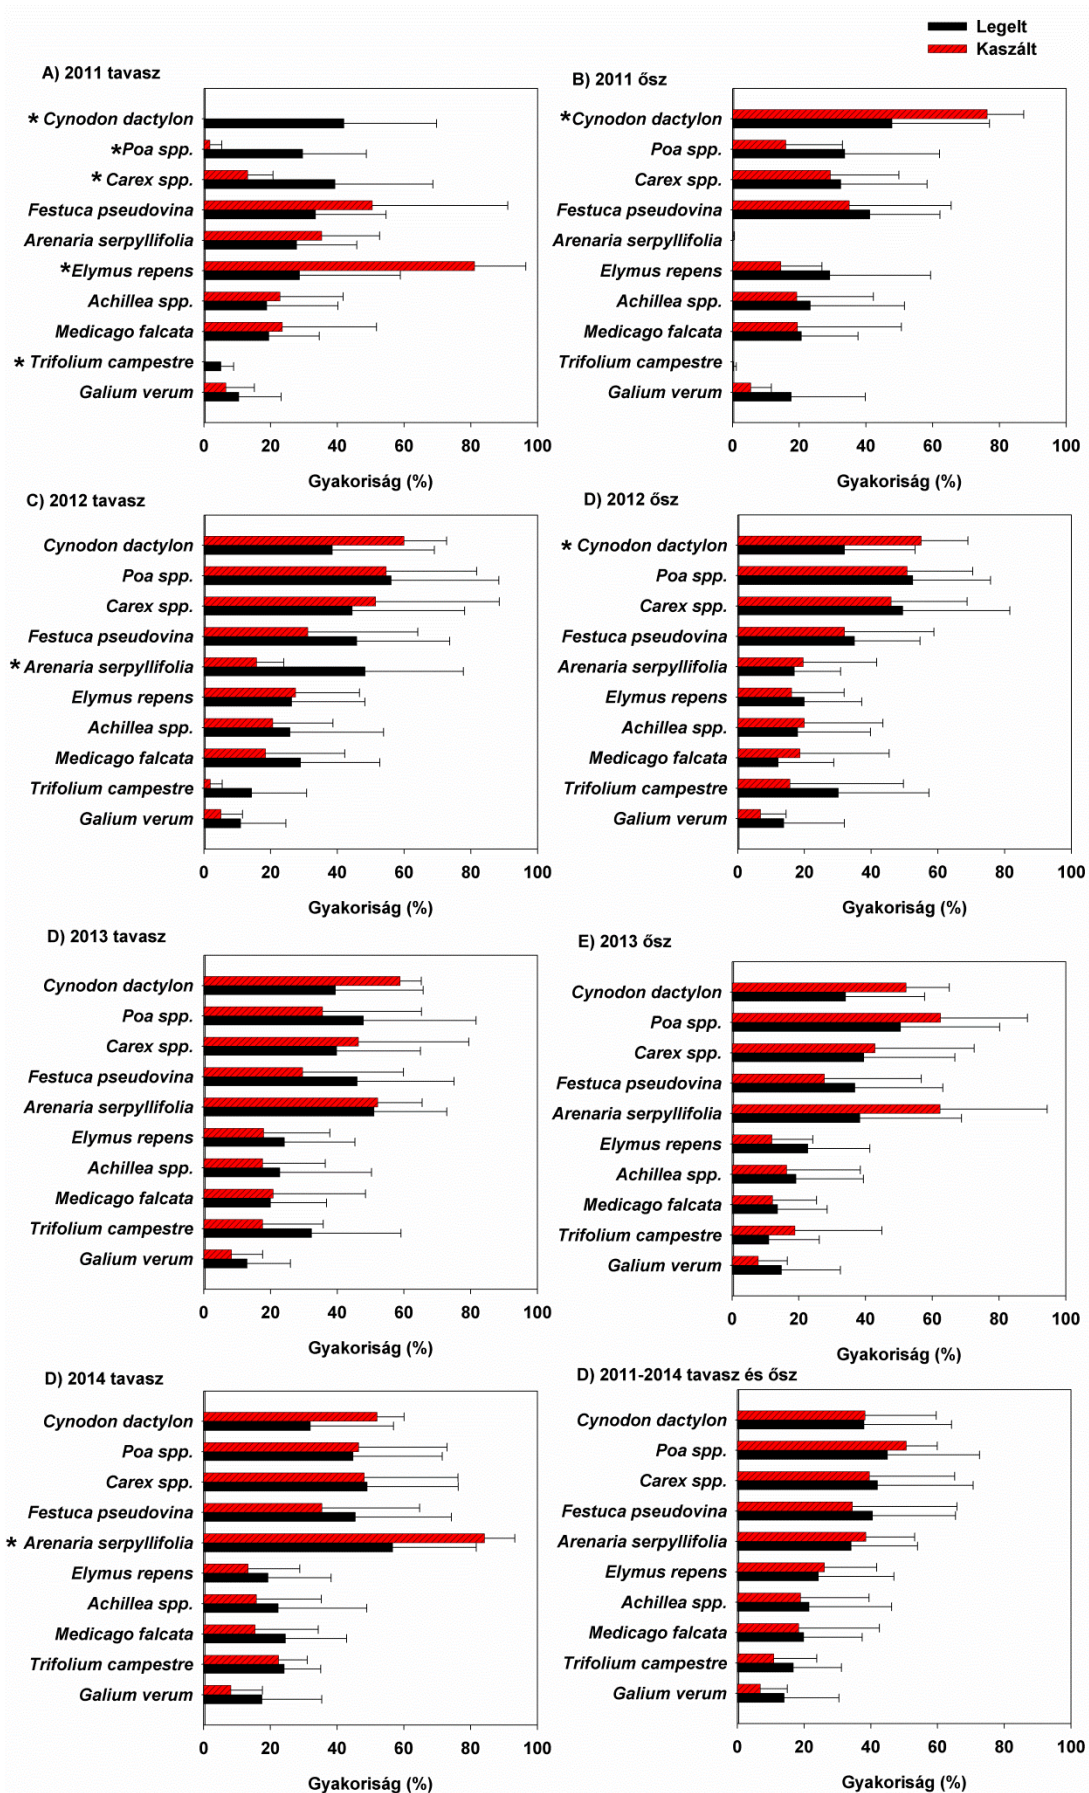 Legelt
Kaszált
A) 2011 tavasz
* Cynodon dactylon
*Poa spp.
* Carex spp.
Festuca pseudovina
Arenaria serpyllifolia
*Elymus repens
Achillea spp.
Medicago falcata
* Trifolium campestre
Galium verum
0 20 40 60 80 100
Gyakoriság (%)
B) 2011 ősz
*Cynodon dactylon
Poa spp.
Carex spp.
Festuca pseudovina
Arenaria serpyllifolia
Elymus repens
Achillea spp.
Medicago falcata
Trifolium campestre
Galium verum
0 20 40 60 80 100
Gyakoriság (%)
C) 2012 tavasz
Cynodon dactylon
Poa spp.
Carex spp.
Festuca pseudovina
* Arenaria serpyllifolia
Elymus repens
Achillea spp.
Medicago falcata
Trifolium campestre
Galium verum
0 20 40 60 80 100
Gyakoriság (%)
D) 2012 ősz
* Cynodon dactylon
Poa spp.
Carex spp.
Festuca pseudovina
Arenaria serpyllifolia
Elymus repens
Achillea spp.
Medicago falcata
Trifolium campestre
Galium verum
0 20 40 60 80 100
Gyakoriság (%)
D) 2013 tavasz
Cynodon dactylon
Poa spp.
Carex spp.
Festuca pseudovina
Arenaria serpyllifolia
Elymus repens
Achillea spp.
Medicago falcata
Trifolium campestre
Galium verum
0 20 40 60 80 100
Gyakoriság (%)
E) 2013 ősz
Cynodon dactylon
Poa spp.
Carex spp.
Festuca pseudovina
Arenaria serpyllifolia
Elymus repens
Achillea spp.
Medicago falcata
Trifolium campestre
Galium verum
0 20 40 60 80 100
Gyakoriság (%)
D) 2014 tavasz
Cynodon dactylon
Poa spp.
Carex spp.
Festuca pseudovina
* Arenaria serpyllifolia
Elymus repens
Achillea spp.
Medicago falcata
Trifolium campestre
Galium verum
0 20 40 60 80 100
Gyakoriság (%)
D) 2011-2014 tavasz és ősz
Cynodon dactylon
Poa spp.
Carex spp.
Festuca pseudovina
Arenaria serpyllifolia
Elymus repens
Achillea spp.
Medicago falcata
Trifolium campestre
Galium verum
0 20 40 60 80 100
Gyakoriság (%)